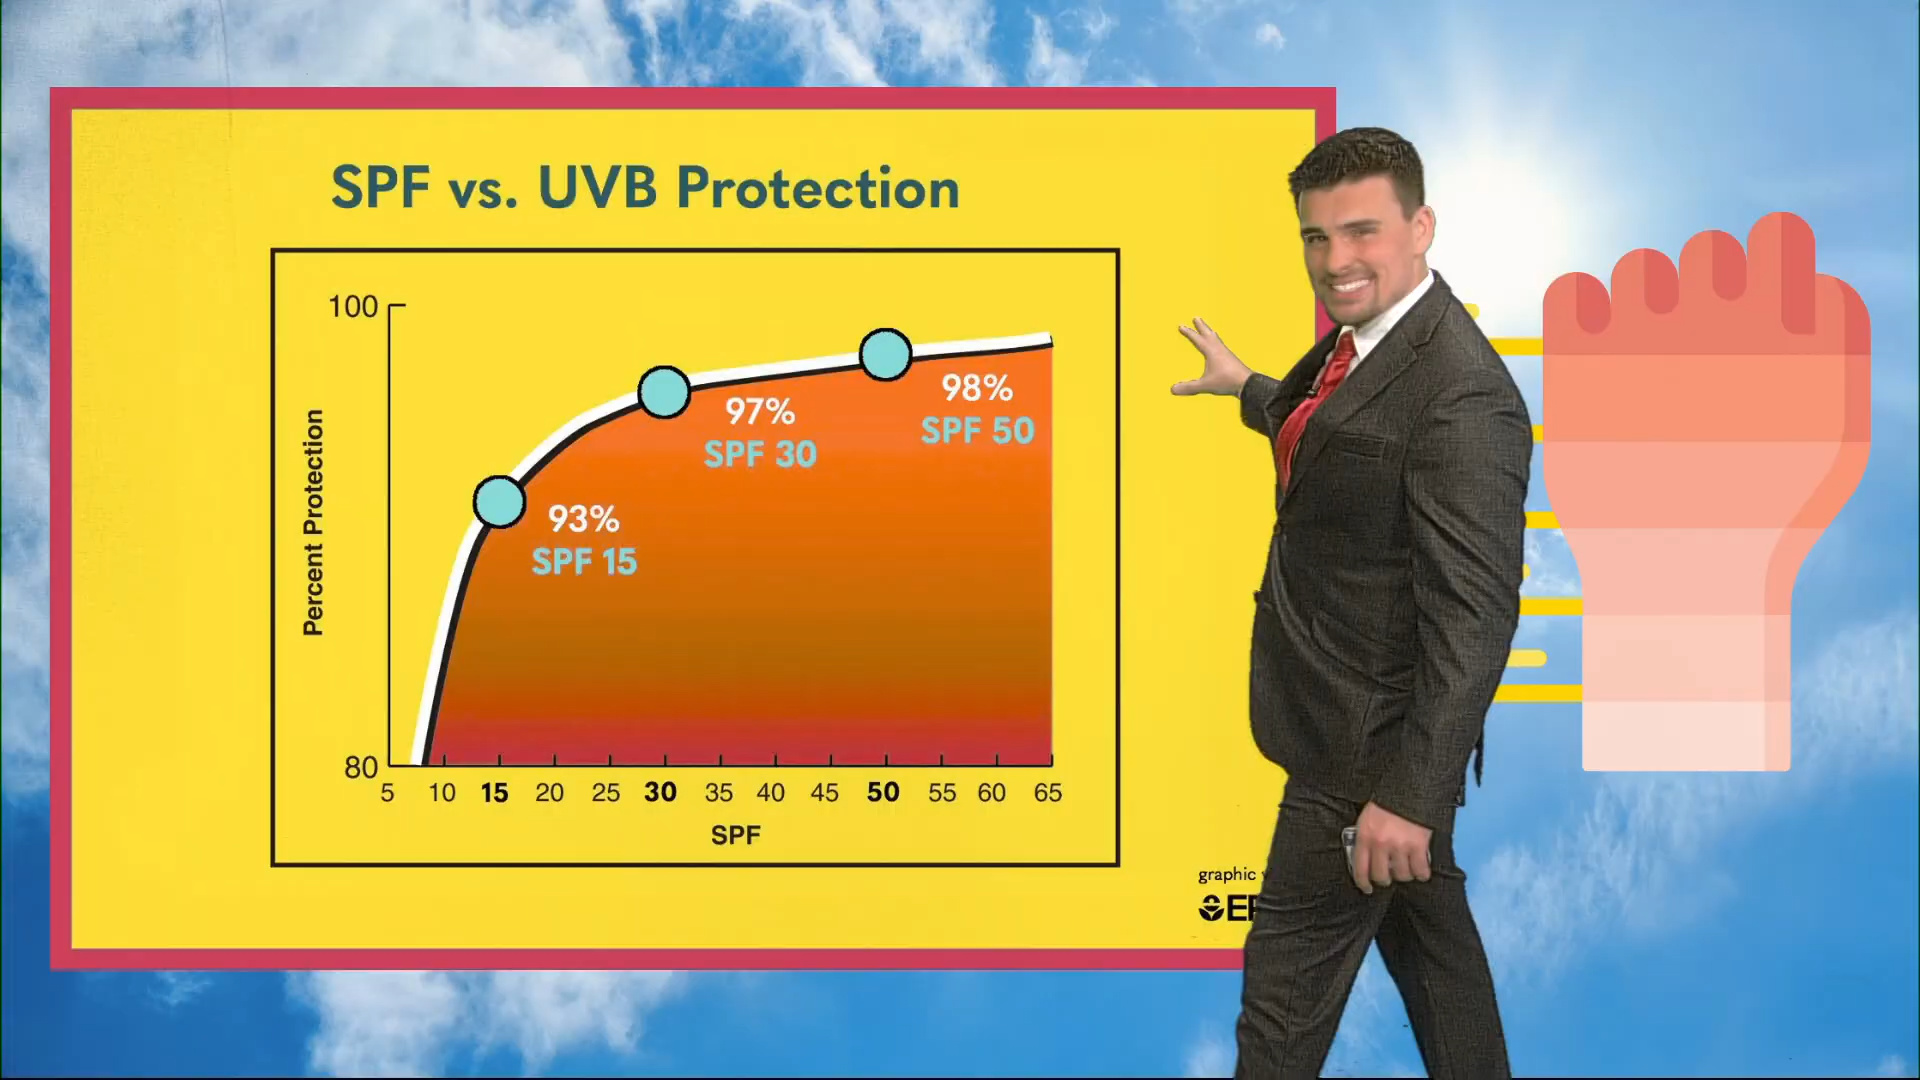 SPF vs. UVB Protection
100
97%
SPF 30
98%
SPF 50
93%
SPF 15
Percent Protection
80
5 10 15 20 25 30 35 40 45 50 55 60 65
SPF
graphic